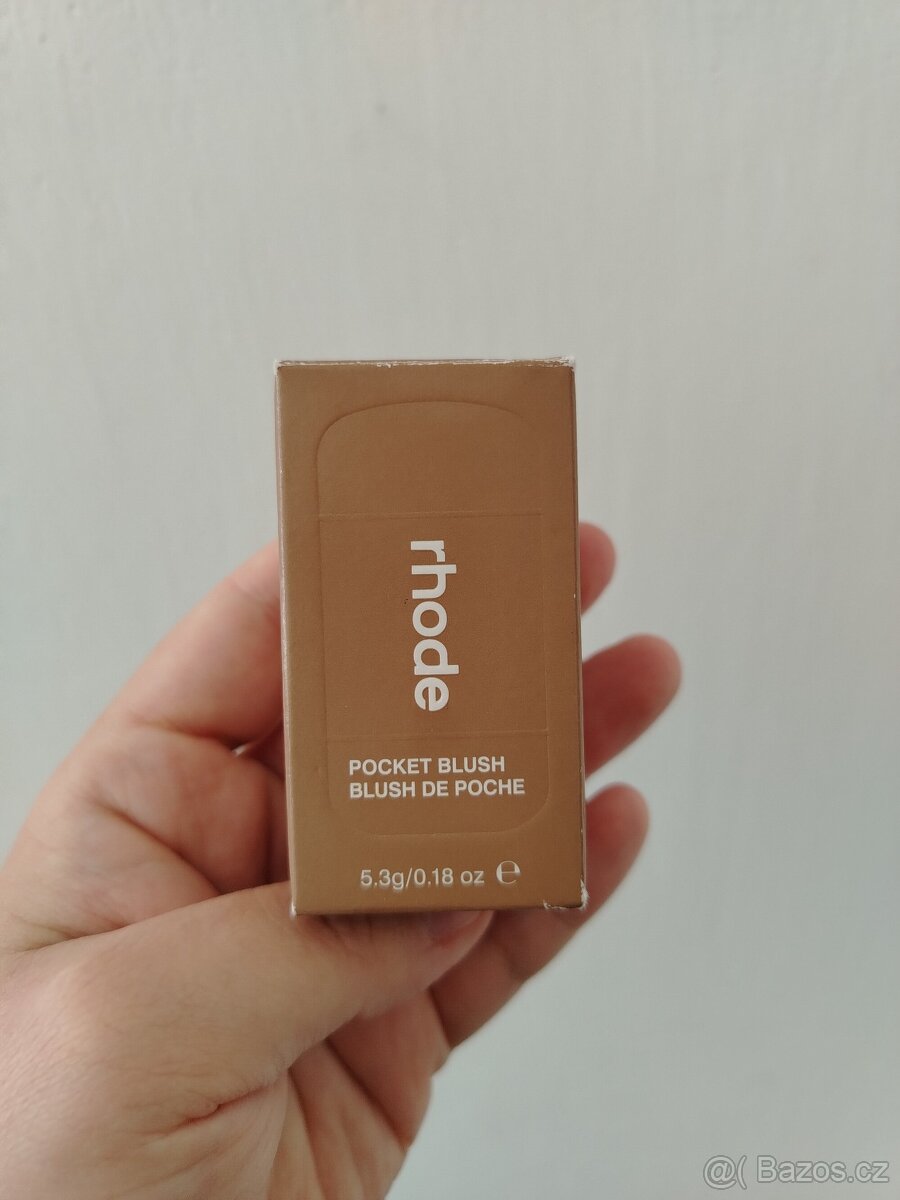 rhode
POCKET BLUSH
BLUSH DE POCHE
5.3g/0.18 oz ℮
@( Bazos.cz